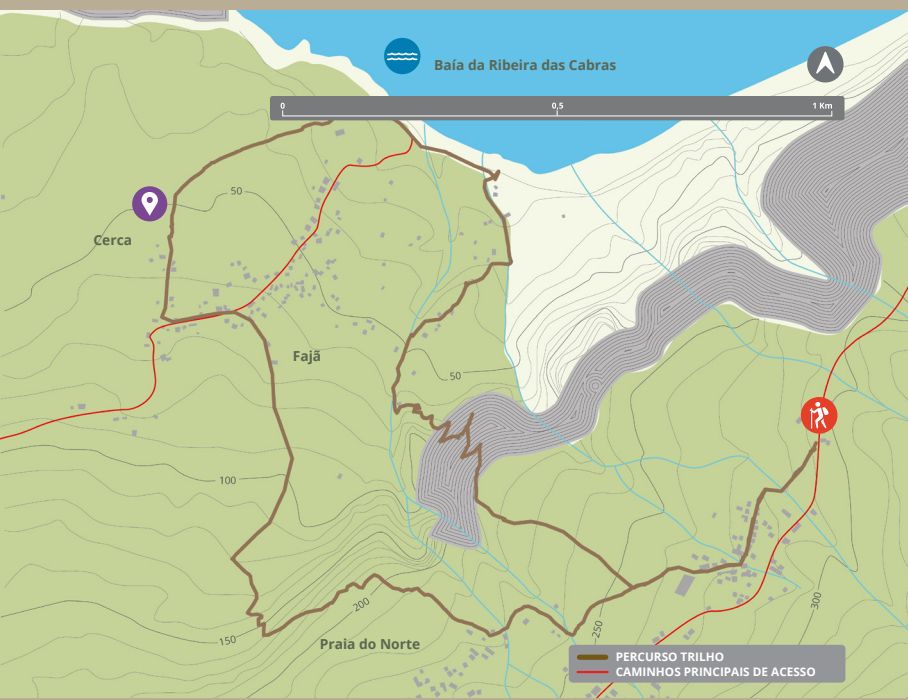 Baía da Ribeira das Cabras
0 0,5 1 Km
50
Cerca
Fajã
50
100
200
300
250
150
Praia do Norte
PERCURSO TRILHO
CAMINHOS PRINCIPAIS DE ACESSO